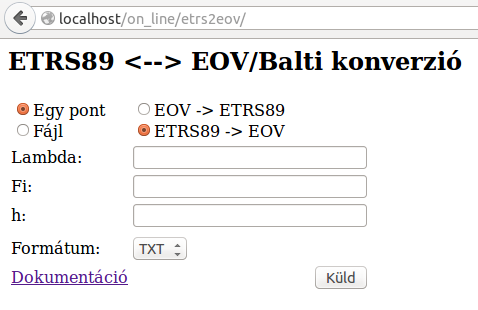 localhost/on_line/etrs2eov/
ETRS89 <--> EOV/Balti konverzió
Egy pont EOV -> ETRS89
Fájl ETRS89 -> EOV
Lambda:
Fi:
h:
Formátum: TXT
Dokumentáció Küld